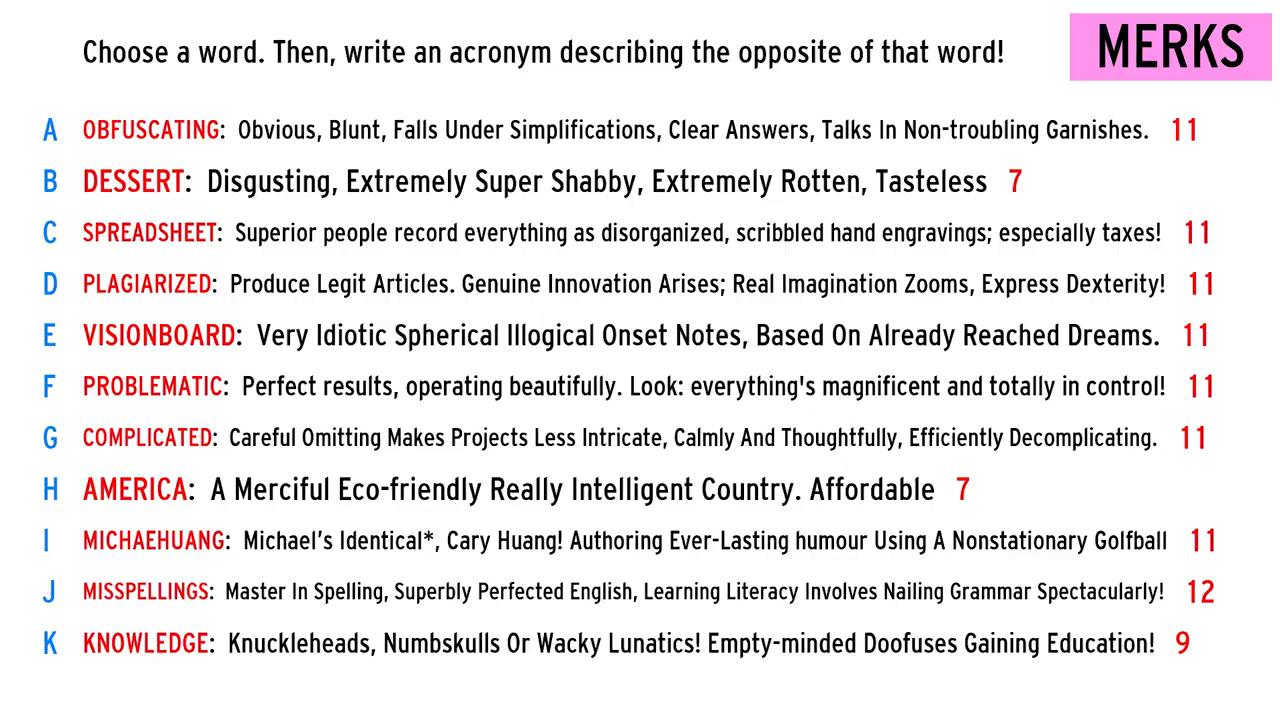 Choose a word. Then, write an acronym describing the opposite of that word!
MERKS
A OBFUSCATING: Obvious, Blunt, Falls Under Simplifications, Clear Answers, Talks In Non-troubling Garnishes. 11
B DESSERT: Disgusting, Extremely Super Shabby, Extremely Rotten, Tasteless 7
C SPREADSHEET: Superior people record everything as disorganized, scribbled hand engravings; especially taxes! 11
D PLAGIARIZED: Produce Legit Articles. Genuine Innovation Arises; Real Imagination Zooms, Express Dexterity! 11
E VISIONBOARD: Very Idiotic Spherical Illogical Onset Notes, Based On Already Reached Dreams. 11
F PROBLEMATIC: Perfect results, operating beautifully. Look: everything's magnificent and totally in control! 11
G COMPLICATED: Careful Omitting Makes Projects Less Intricate, Calmly And Thoughtfully, Efficiently Decomplicating. 11
H AMERICA: A Merciful Eco-friendly Really Intelligent Country. Affordable 7
I MICHAEHUANG: Michael’s Identical*, Cary Huang! Authoring Ever-Lasting humour Using A Nonstationary Golfball 11
J MISSPELLINGS: Master In Spelling, Superbly Perfected English, Learning Literacy Involves Nailing Grammar Spectacularly! 12
K KNOWLEDGE: Knuckleheads, Numbskulls Or Wacky Lunatics! Empty-minded Doofuses Gaining Education! 9